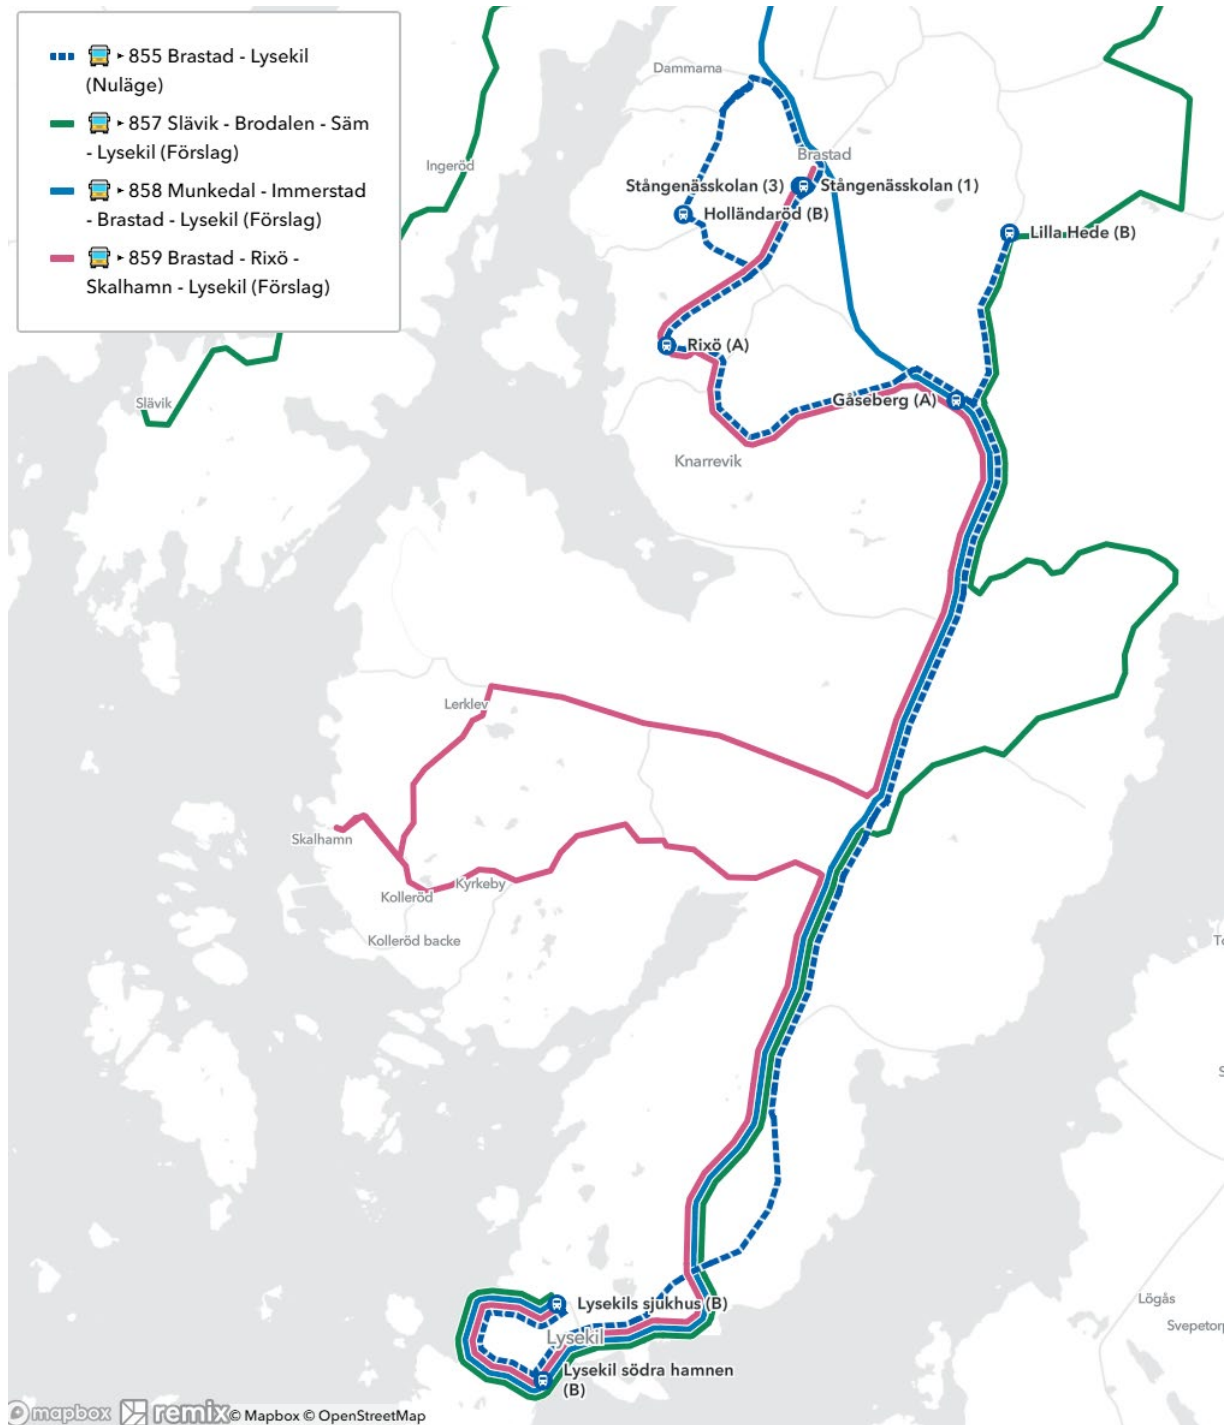 855 Brastad - Lysekil
(Nuläge)
857 Slävik - Brodalen - Säm
- Lysekil (Förslag)
858 Munkedal - Immerstad
- Brastad - Lysekil (Förslag)
859 Brastad - Rixö -
Skalhamn - Lysekil (Förslag)
Dammarna
Brastad
Ingeröd
Stångenässkolan (3)
Stångenässkolan (1)
Holländaröd (B)
Lilla Hede (B)
Rixö (A)
Slävik
Gåseberg (A)
Knarrevik
Lerklev
Skalhamn
Kyrkeby
Kolleröd
Kolleröd backe
Lysekils sjukhus (B)
Lögås
Lysekil
Lysekil södra hamnen
(B)
mapbox remix © Mapbox © OpenStreetMap